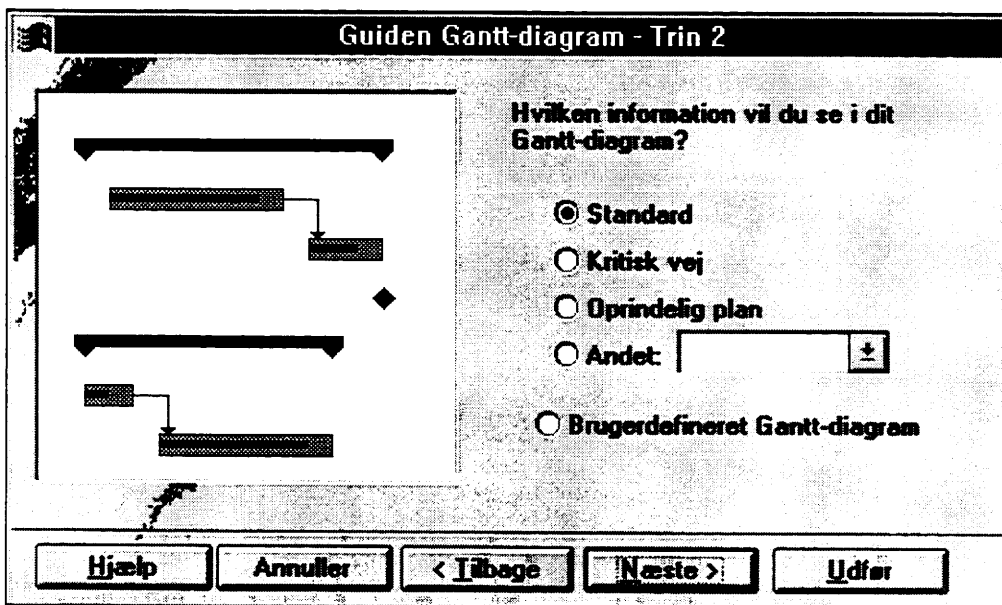 Guiden Gantt-diagram - Trin 2
Hvilken information vil du se i dit
Gantt-diagram?
Standard
Kritisk vej
Oprindelig plan
Andet:
Brugerdefineret Gantt-diagram
Hjælp
Annuller
< Tilbage
Næste >
Udfør